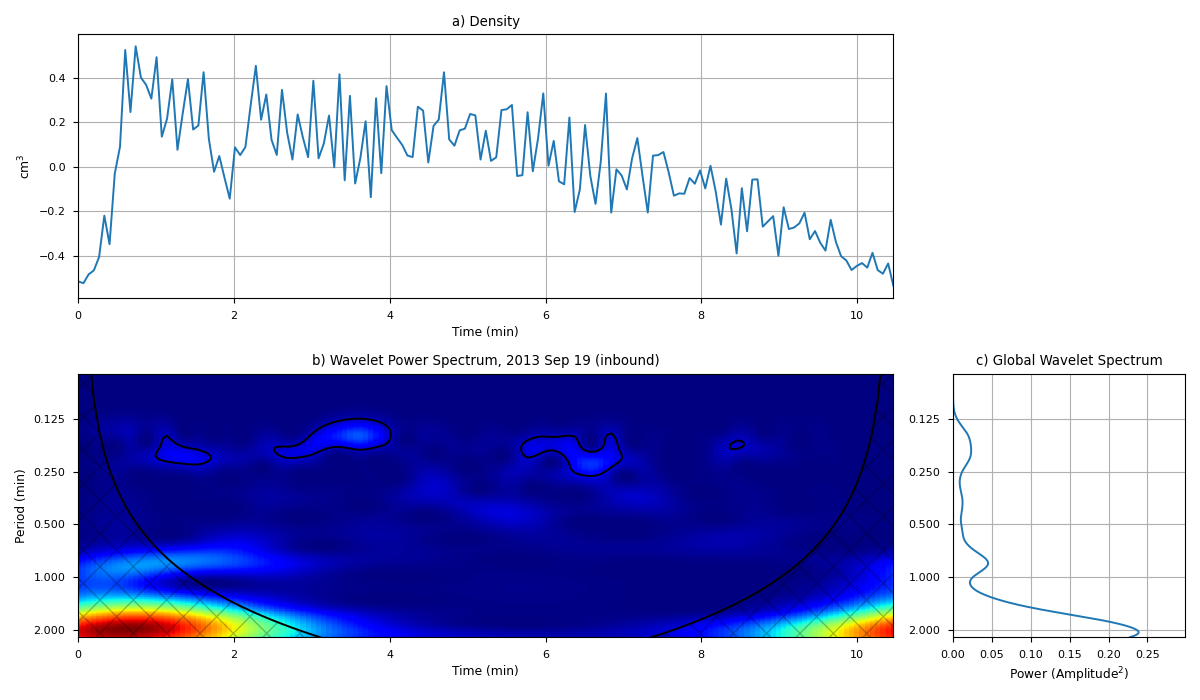 a) Density
cm³
0.4
0.2
0.0
−0.2
−0.4
0 2 4 6 8 10
Time (min)
b) Wavelet Power Spectrum, 2013 Sep 19 (inbound)
Period (min)
0.125
0.250
0.500
1.000
2.000
0 2 4 6 8 10
Time (min)
c) Global Wavelet Spectrum
0.125
0.250
0.500
1.000
2.000
0.00 0.05 0.10 0.15 0.20 0.25
Power (Amplitude²)